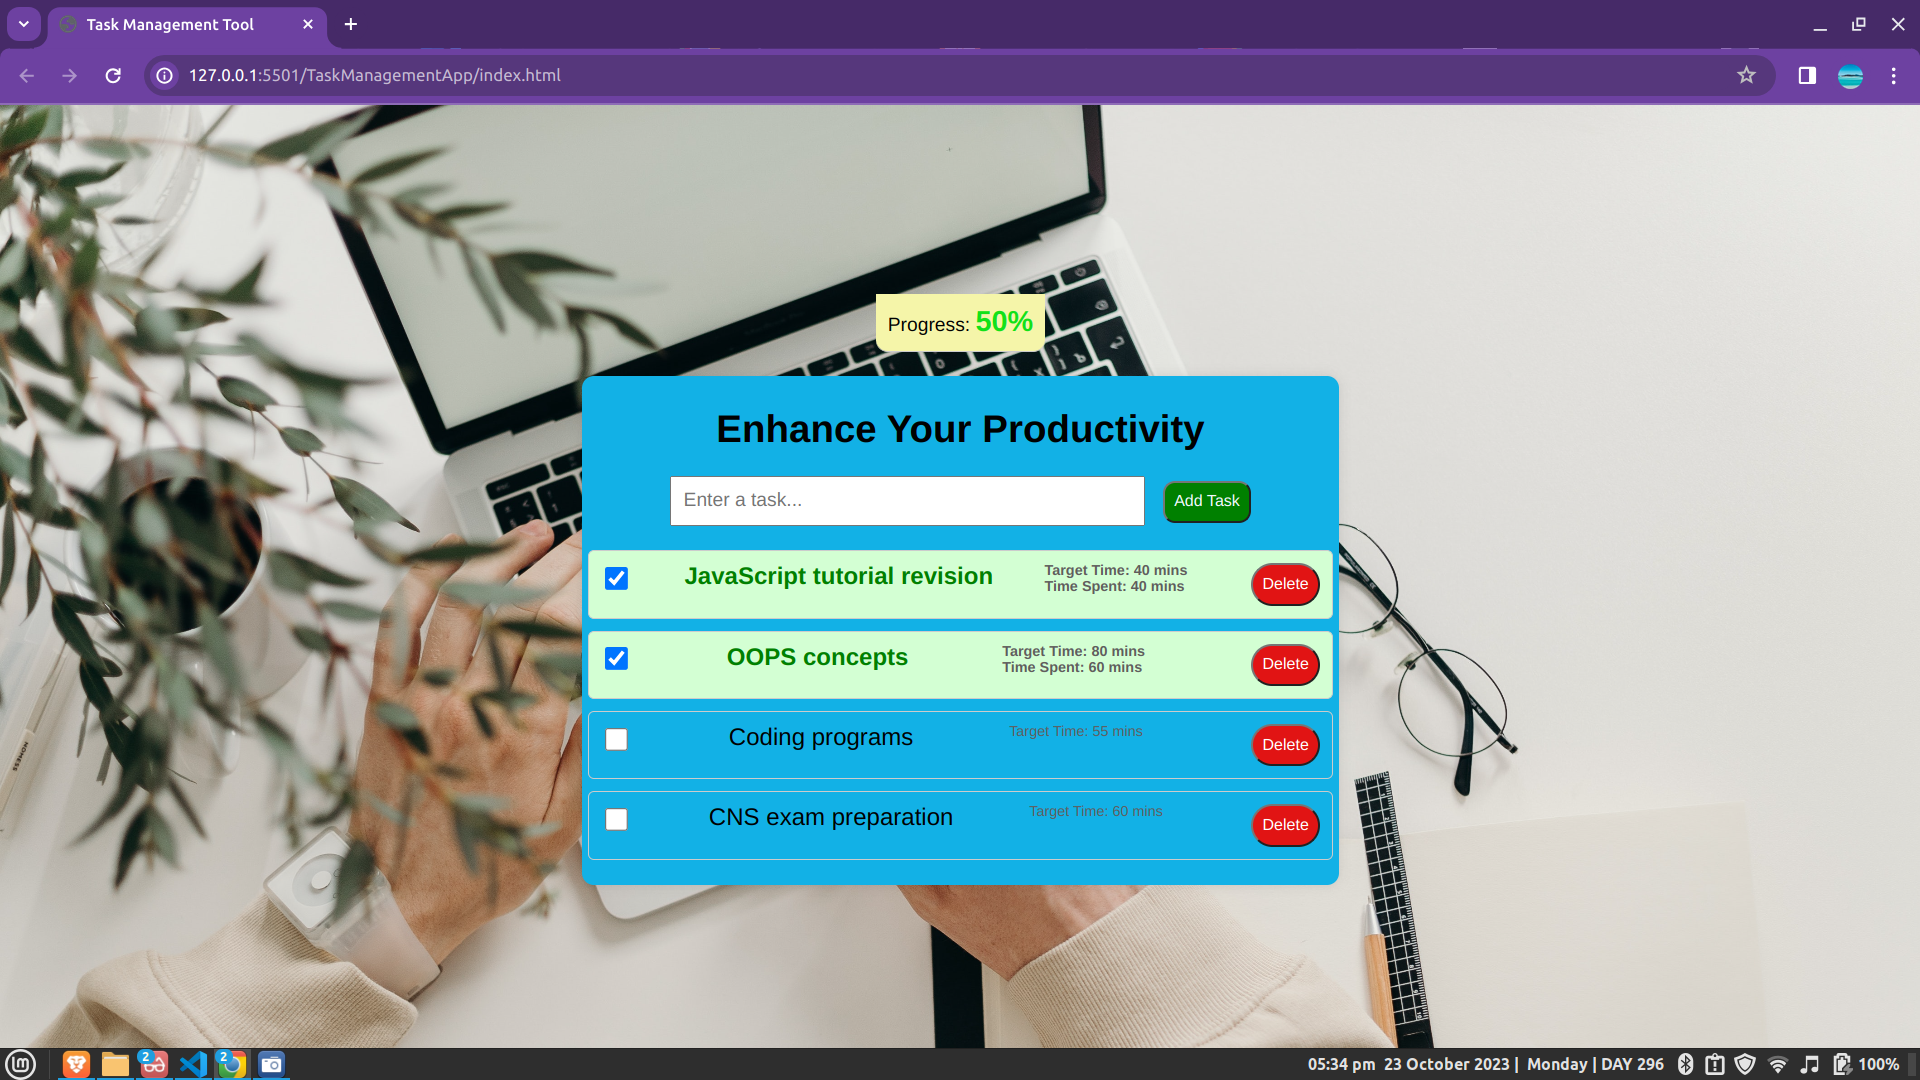 Task Management Tool
127.0.0.1:5501/TaskManagementApp/index.html
Progress: 50%
Enhance Your Productivity
Enter a task...
Add Task
JavaScript tutorial revision
Target Time: 40 mins
Time Spent: 40 mins
Delete
OOPS concepts
Target Time: 80 mins
Time Spent: 60 mins
Delete
Coding programs
Target Time: 55 mins
Delete
CNS exam preparation
Target Time: 60 mins
Delete
2
2
05:34 pm 23 October 2023 | Monday | DAY 296
100%